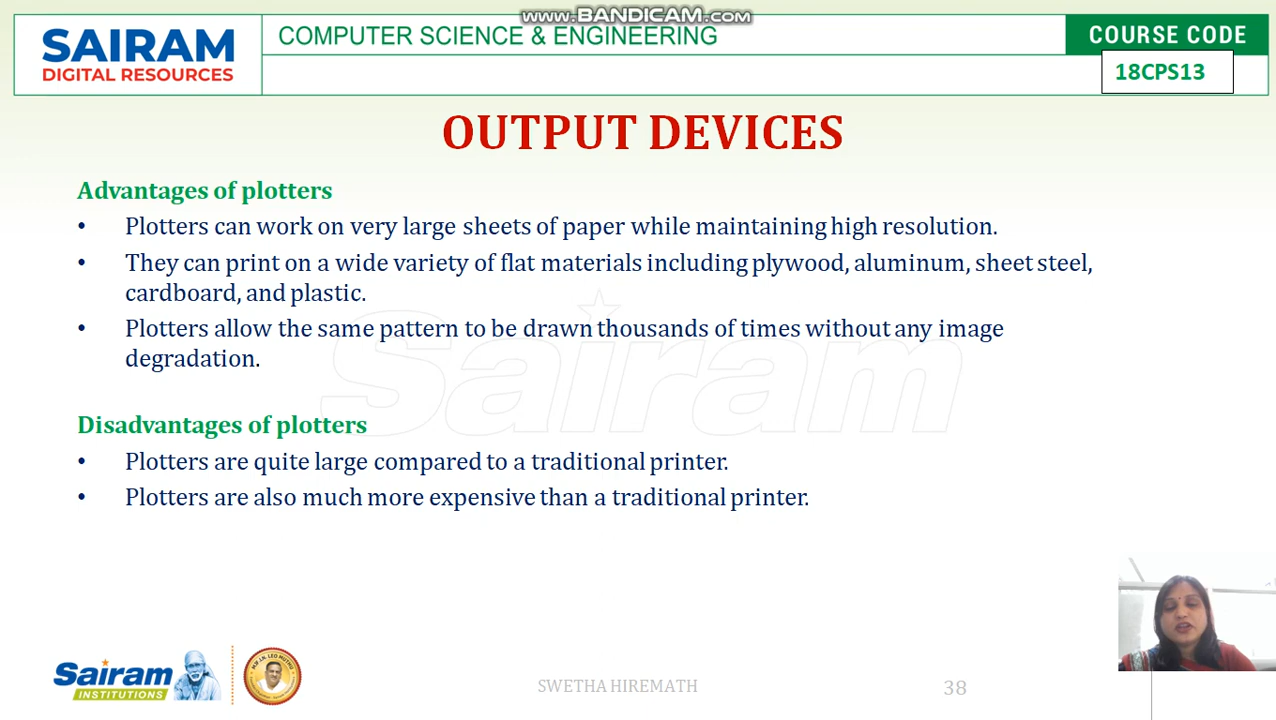 www.BANDICAM.com
SAIRAM
DIGITAL RESOURCES
COMPUTER SCIENCE & ENGINEERING
COURSE CODE
18CPS13
OUTPUT DEVICES
Advantages of plotters
• Plotters can work on very large sheets of paper while maintaining high resolution.
• They can print on a wide variety of flat materials including plywood, aluminum, sheet steel,
cardboard, and plastic.
• Plotters allow the same pattern to be drawn thousands of times without any image
degradation.
Sairam
Disadvantages of plotters
• Plotters are quite large compared to a traditional printer.
• Plotters are also much more expensive than a traditional printer.
Sairam
INSTITUTIONS
MJF. LN. LEO MUTHU
SWETHA HIREMATH
38